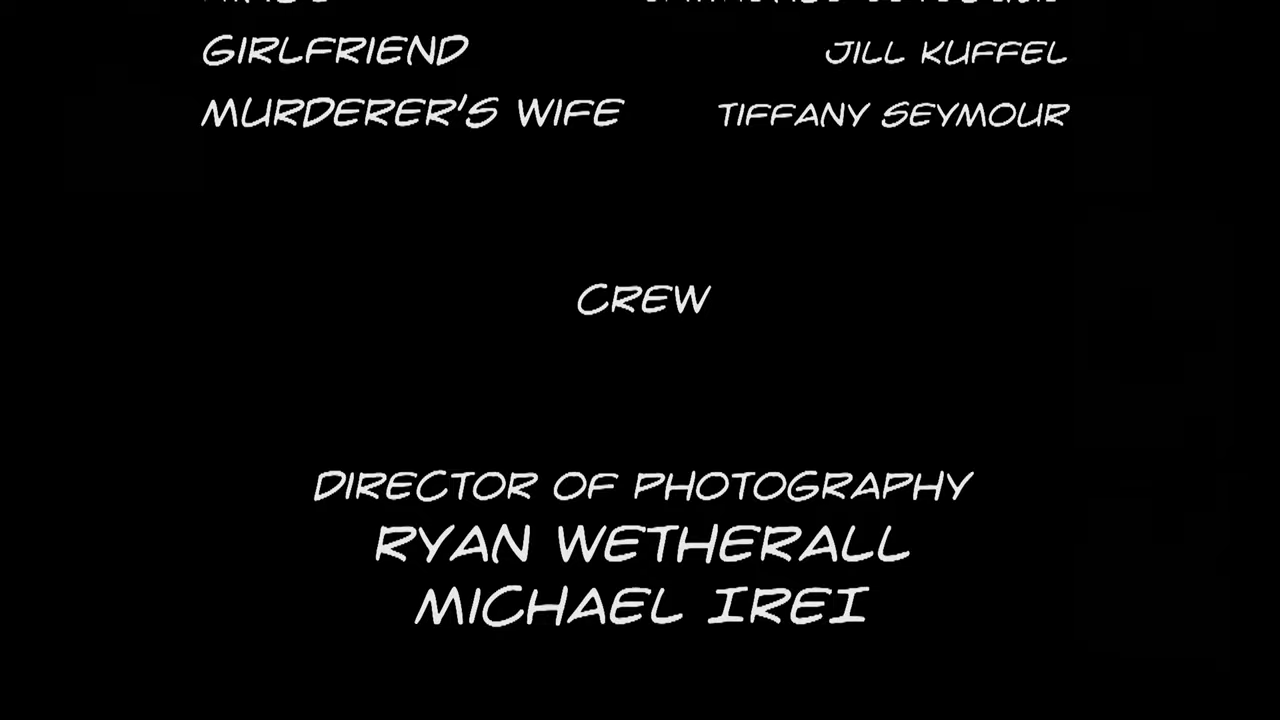 GIRLFRIEND JILL KUFFEL
MURDERER'S WIFE TIFFANY SEYMOUR
CREW
DIRECTOR OF PHOTOGRAPHY
RYAN WETHERALL
MICHAEL IREI